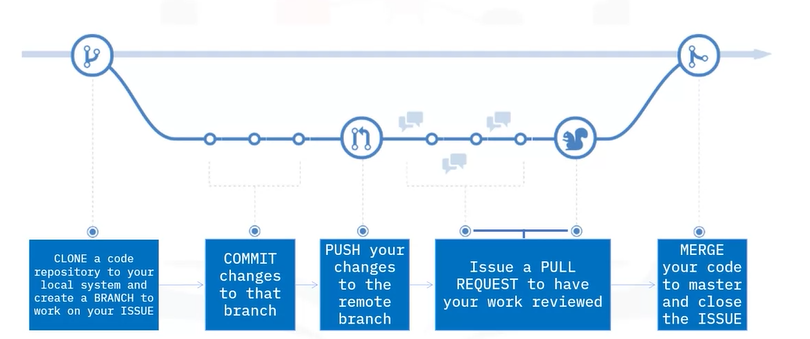 CLONE a code
repository to your
local system and
create a BRANCH to
work on your ISSUE
COMMIT
changes
to that
branch
PUSH your
changes
to the
remote
branch
Issue a PULL
REQUEST to have
your work reviewed
MERGE
your code
to master
and close
the ISSUE